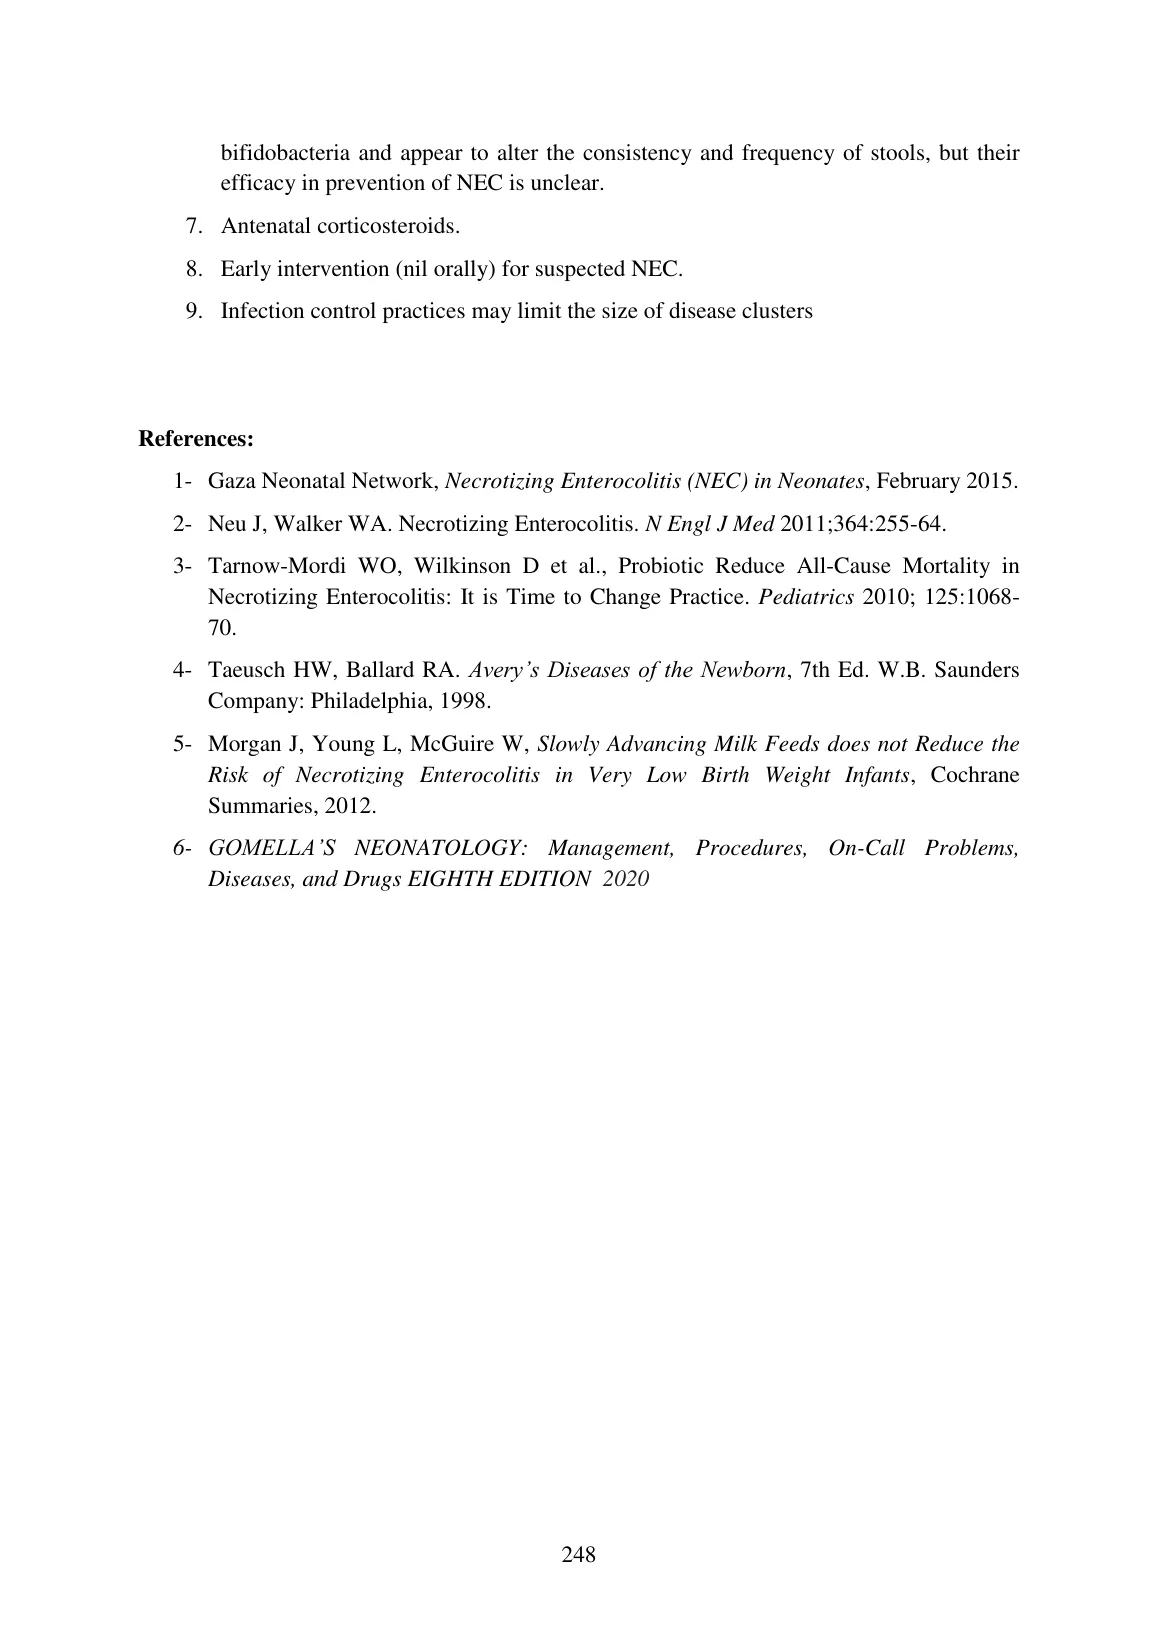 bifidobacteria and appear to alter the consistency and frequency of stools, but their
efficacy in prevention of NEC is unclear.
7. Antenatal corticosteroids.
8. Early intervention (nil orally) for suspected NEC.
9. Infection control practices may limit the size of disease clusters
References:
1- Gaza Neonatal Network, Necrotizing Enterocolitis (NEC) in Neonates, February 2015.
2- Neu J, Walker WA. Necrotizing Enterocolitis. N Engl J Med 2011;364:255-64.
3- Tarnow-Mordi WO, Wilkinson D et al., Probiotic Reduce All-Cause Mortality in
Necrotizing Enterocolitis: It is Time to Change Practice. Pediatrics 2010; 125:1068-
70.
4- Taeusch HW, Ballard RA. Avery’s Diseases of the Newborn, 7th Ed. W.B. Saunders
Company: Philadelphia, 1998.
5- Morgan J, Young L, McGuire W, Slowly Advancing Milk Feeds does not Reduce the
Risk of Necrotizing Enterocolitis in Very Low Birth Weight Infants, Cochrane
Summaries, 2012.
6- GOMELLA’S NEONATOLOGY: Management, Procedures, On-Call Problems,
Diseases, and Drugs EIGHTH EDITION 2020
248